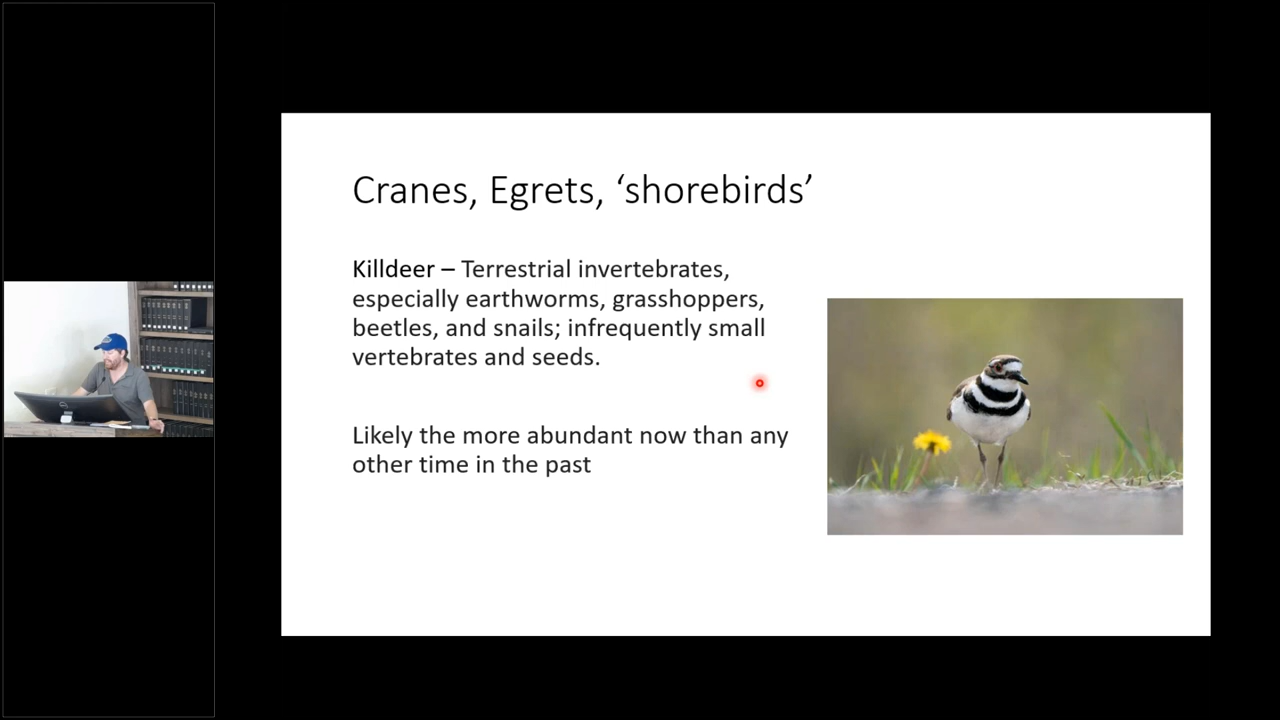 Cranes, Egrets, ‘shorebirds’
Killdeer – Terrestrial invertebrates,
especially earthworms, grasshoppers,
beetles, and snails; infrequently small
vertebrates and seeds.
Likely the more abundant now than any
other time in the past